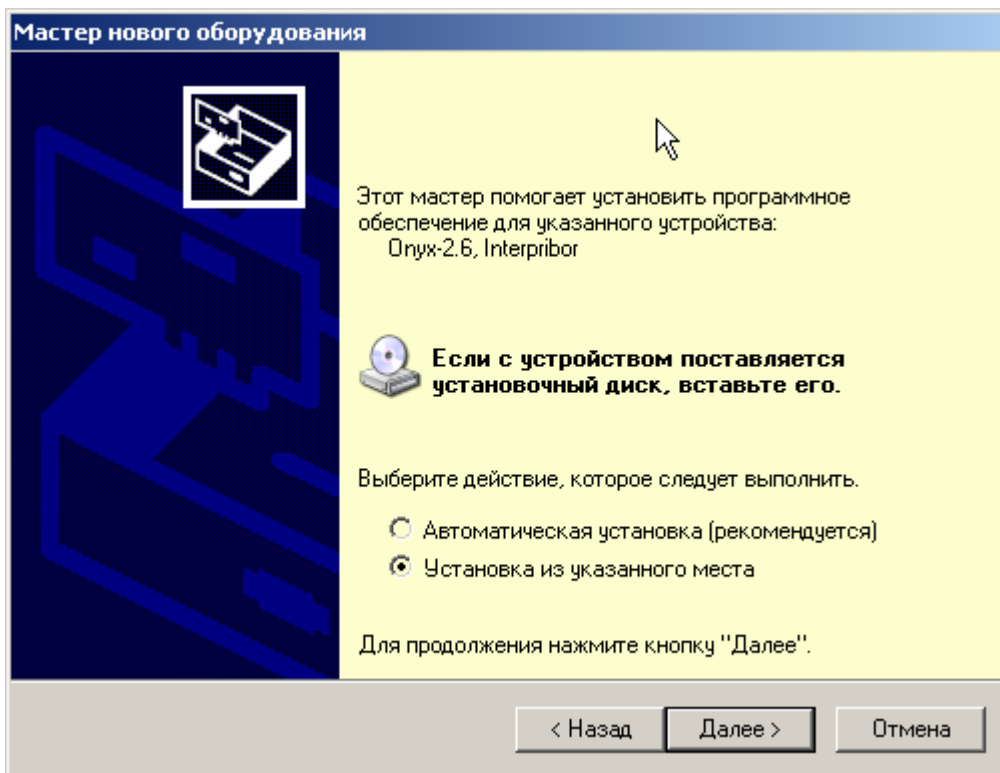 Мастер нового оборудования
Этот мастер помогает установить программное
обеспечение для указанного устройства:
Onyx-2.6, Interpribor
Если с устройством поставляется
установочный диск, вставьте его.
Выберите действие, которое следует выполнить.
Автоматическая установка (рекомендуется)
Установка из указанного места
Для продолжения нажмите кнопку "Далее".
< Назад
Далее >
Отмена